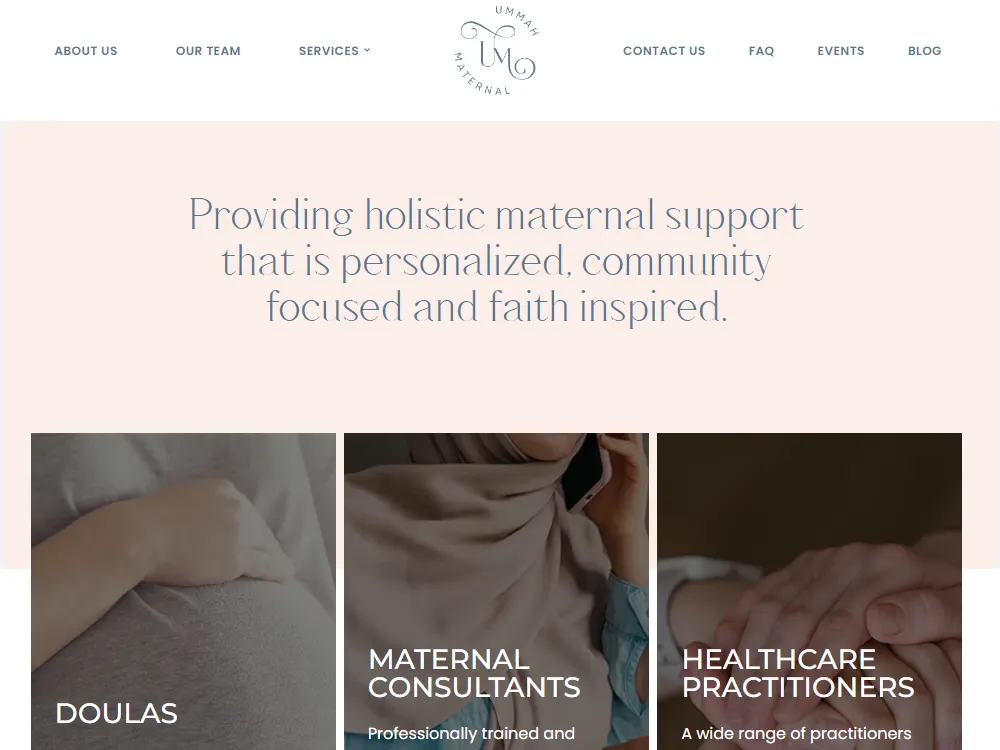 ABOUT US
OUR TEAM
SERVICES
UMMAH
UM
MATERNAL
CONTACT US
FAQ
EVENTS
BLOG
Providing holistic maternal support
that is personalized, community
focused and faith inspired.
DOULAS
MATERNAL
CONSULTANTS
Professionally trained and
HEALTHCARE
PRACTITIONERS
A wide range of practitioners